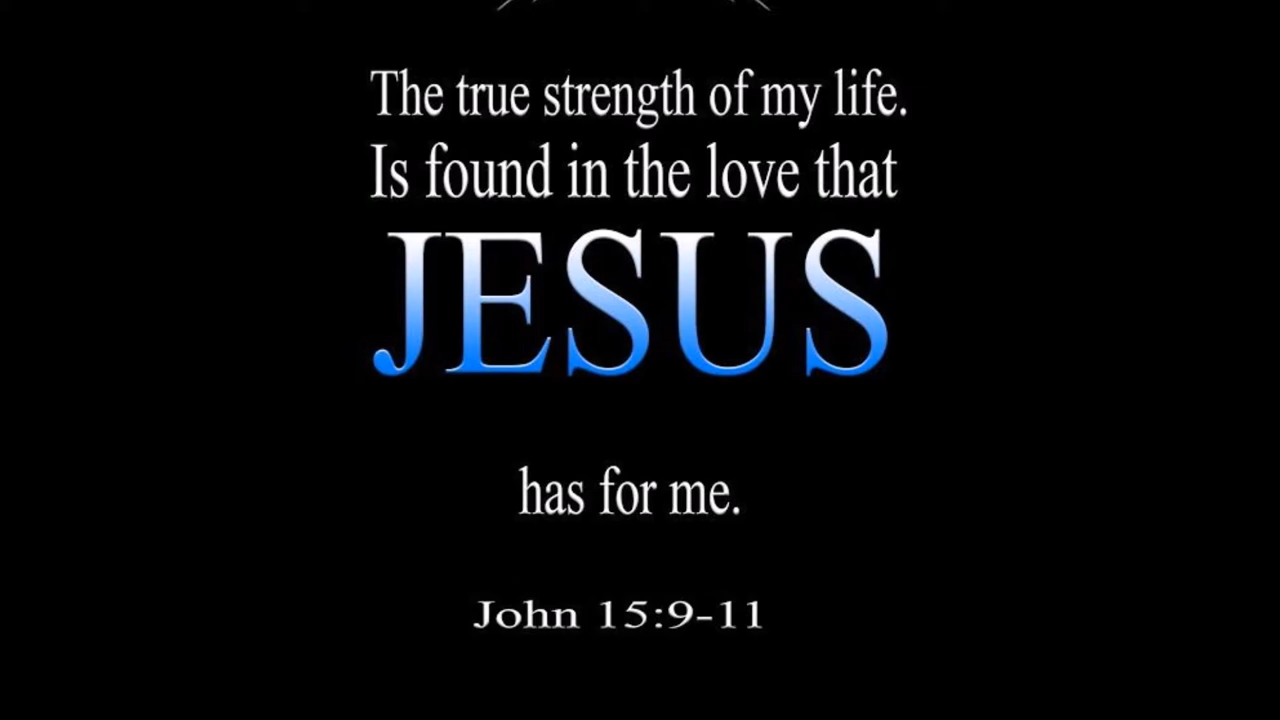 The true strength of my life.
Is found in the love that
JESUS
has for me.
John 15:9-11